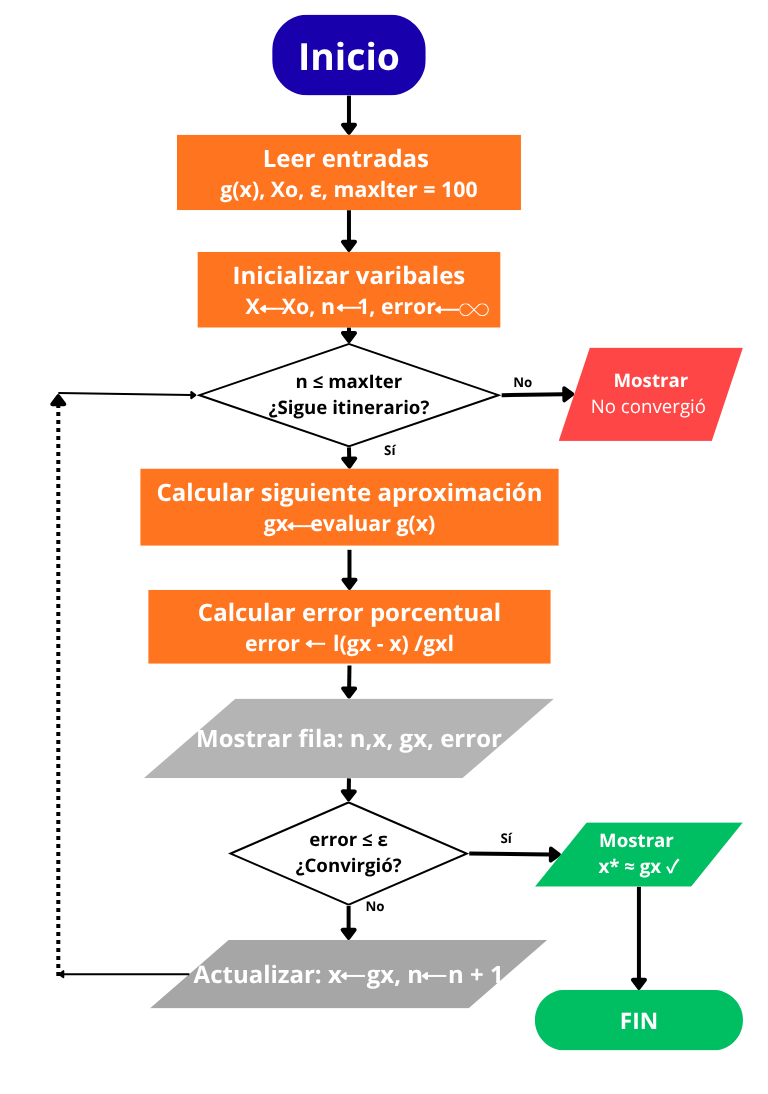 Inicio
Leer entradas
g(x), Xo, ε, maxIter = 100
Inicializar varibales
X←Xo, n←1, error←∞
n ≤ maxIter
¿Sigue itinerario?
No
Mostrar
No convergió
Sí
Calcular siguiente aproximación
gx←evaluar g(x)
Calcular error porcentual
error ← l(gx - x) /gxl
Mostrar fila: n,x, gx, error
error ≤ ε
¿Convirgió?
Sí
Mostrar
x* ≈ gx ✓
No
Actualizar: x←gx, n←n + 1
FIN